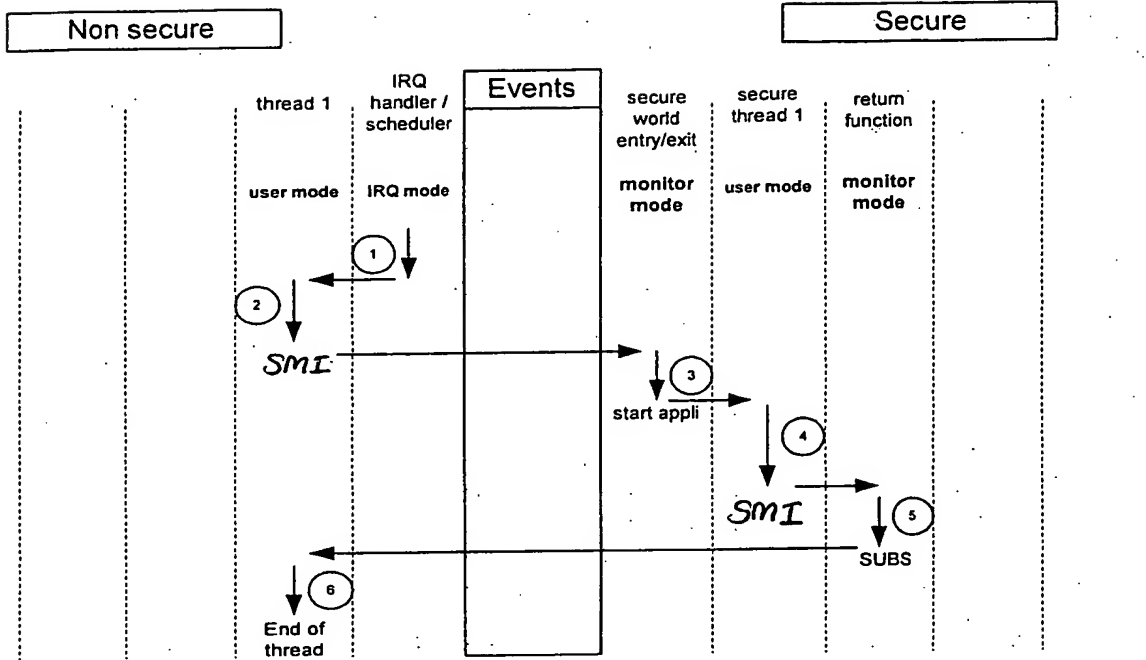 Non secure
Secure
Events
thread 1
IRQ
handler /
scheduler
secure
world
entry/exit
secure
thread 1
return
function
user mode
IRQ mode
monitor
mode
user mode
monitor
mode
1
2
SMI
3
start appli
4
SMI
5
SUBS
6
End of
thread